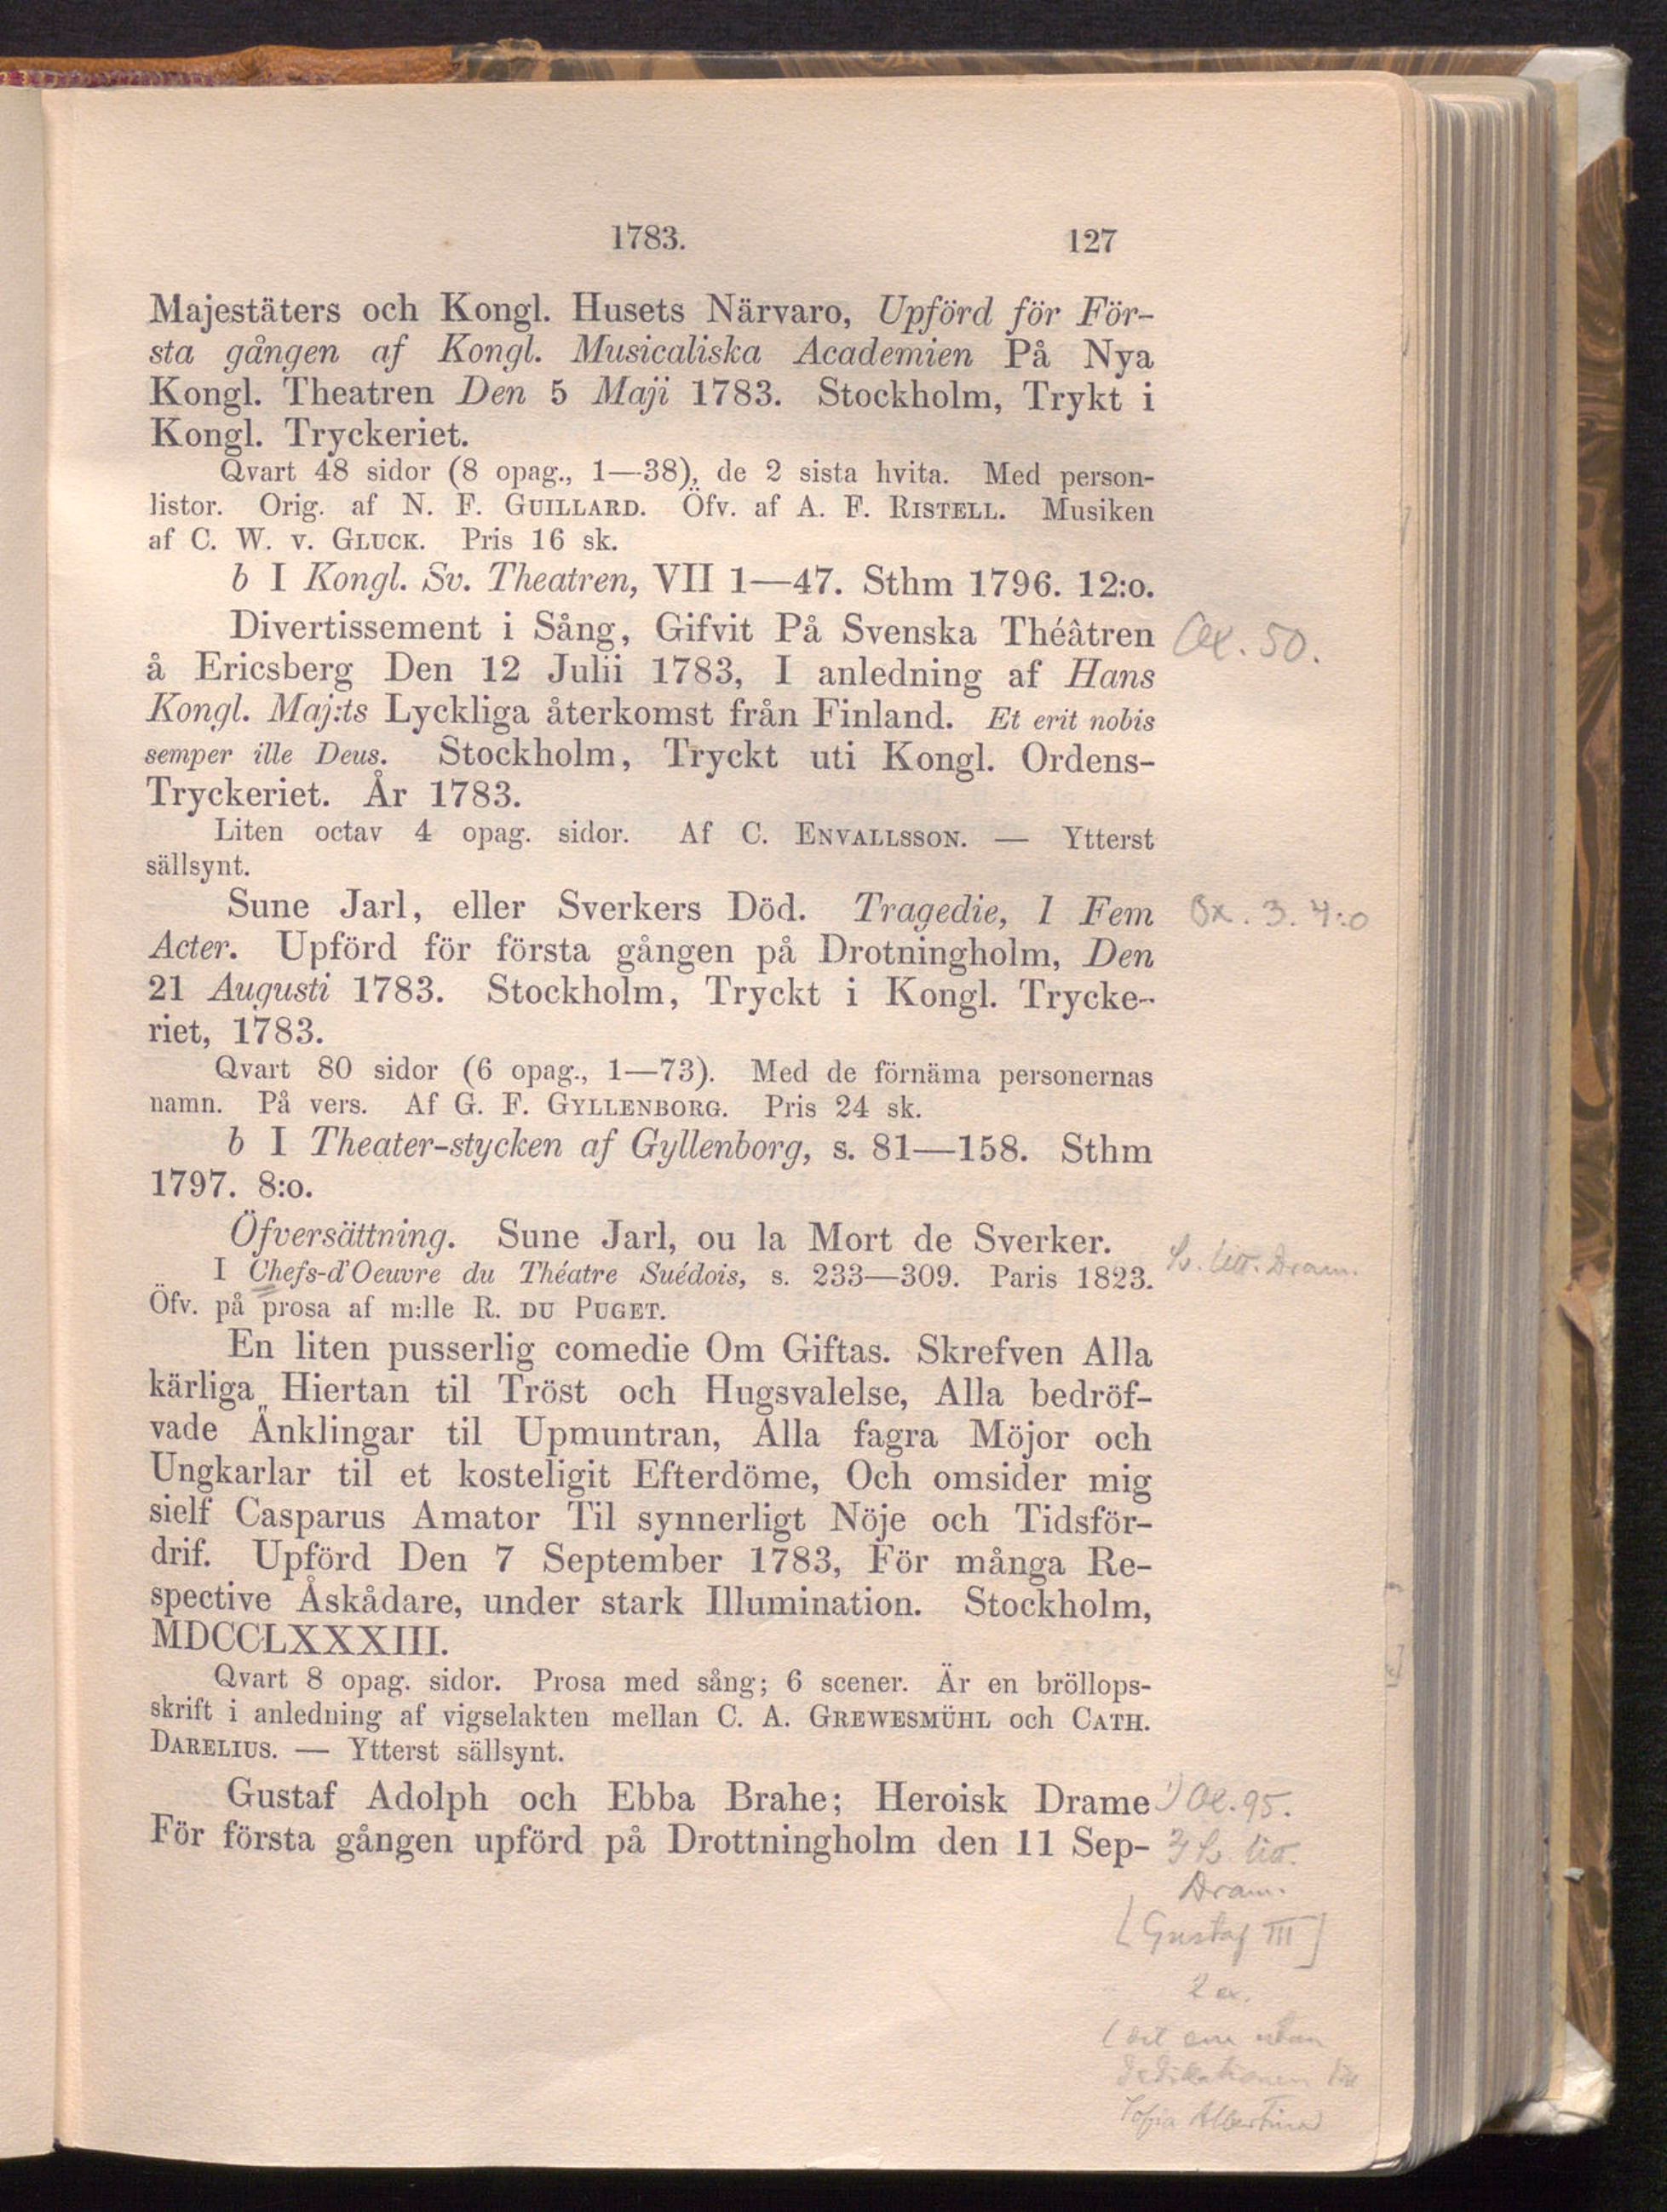 1783. 127
Majestäters och Kongl. Husets Närvaro, Upförd för För-
sta gången af Kongl. Musicaliska Academien På Nya
Kongl. Theatren Den 5 Maji 1783. Stockholm, Trykt i
Kongl. Tryckeriet.
Qvart 48 sidor (8 opag., 1—38), de 2 sista hvita. Med person-
listor. Orig. af N. F. GUILLARD. Öfv. af A. F. RISTELL. Musiken
af C. W. v. GLUCK. Pris 16 sk.
b I Kongl. Sv. Theatren, VII 1—47. Sthm 1796. 12:o.
Divertissement i Sång, Gifvit På Svenska Théâtren
å Ericsberg Den 12 Julii 1783, I anledning af Hans
Kongl. Maj:ts Lyckliga återkomst från Finland. Et erit nobis
semper ille Deus. Stockholm, Tryckt uti Kongl. Ordens-
Tryckeriet. År 1783.
Liten octav 4 opag. sidor. Af C. ENVALLSSON. — Ytterst
sällsynt.
Sune Jarl, eller Sverkers Död. Tragedie, I Fem Bx. 3. 4:o
Acter. Upförd för första gången på Drotningholm, Den
21 Augusti 1783. Stockholm, Tryckt i Kongl. Trycke-
riet, 1783.
Qvart 80 sidor (6 opag., 1—73). Med de förnäma personernas
namn. På vers. Af G. F. GYLLENBORG. Pris 24 sk.
b I Theater-stycken af Gyllenborg, s. 81—158. Sthm
1797. 8:o.
Öfversättning. Sune Jarl, ou la Mort de Sverker.
I Chefs-d'Oeuvre du Théatre Suédois, s. 233—309. Paris 1823.
Öfv. på prosa af m:lle R. DU PUGET.
En liten pusserlig comedie Om Giftas. Skrefven Alla
kärliga Hiertan til Tröst och Hugsvalelse, Alla bedröf-
vade Änklingar til Upmuntran, Alla fagra Möjor och
Ungkarlar til et kosteligit Efterdöme, Och omsider mig
sielf Casparus Amator Til synnerligt Nöje och Tidsför-
drif. Upförd Den 7 September 1783, För många Re-
spective Åskådare, under stark Illumination. Stockholm,
MDCCLXXXIII.
Qvart 8 opag. sidor. Prosa med sång; 6 scener. Är en bröllops-
skrift i anledning af vigselakten mellan C. A. GREWESMÜHL och CATH.
DARELIUS. — Ytterst sällsynt.
Gustaf Adolph och Ebba Brahe; Heroisk Drame
För första gången upförd på Drottningholm den 11 Sep-
Dram.
[Gustaf III]
2 ex.
Sofia Albertina)